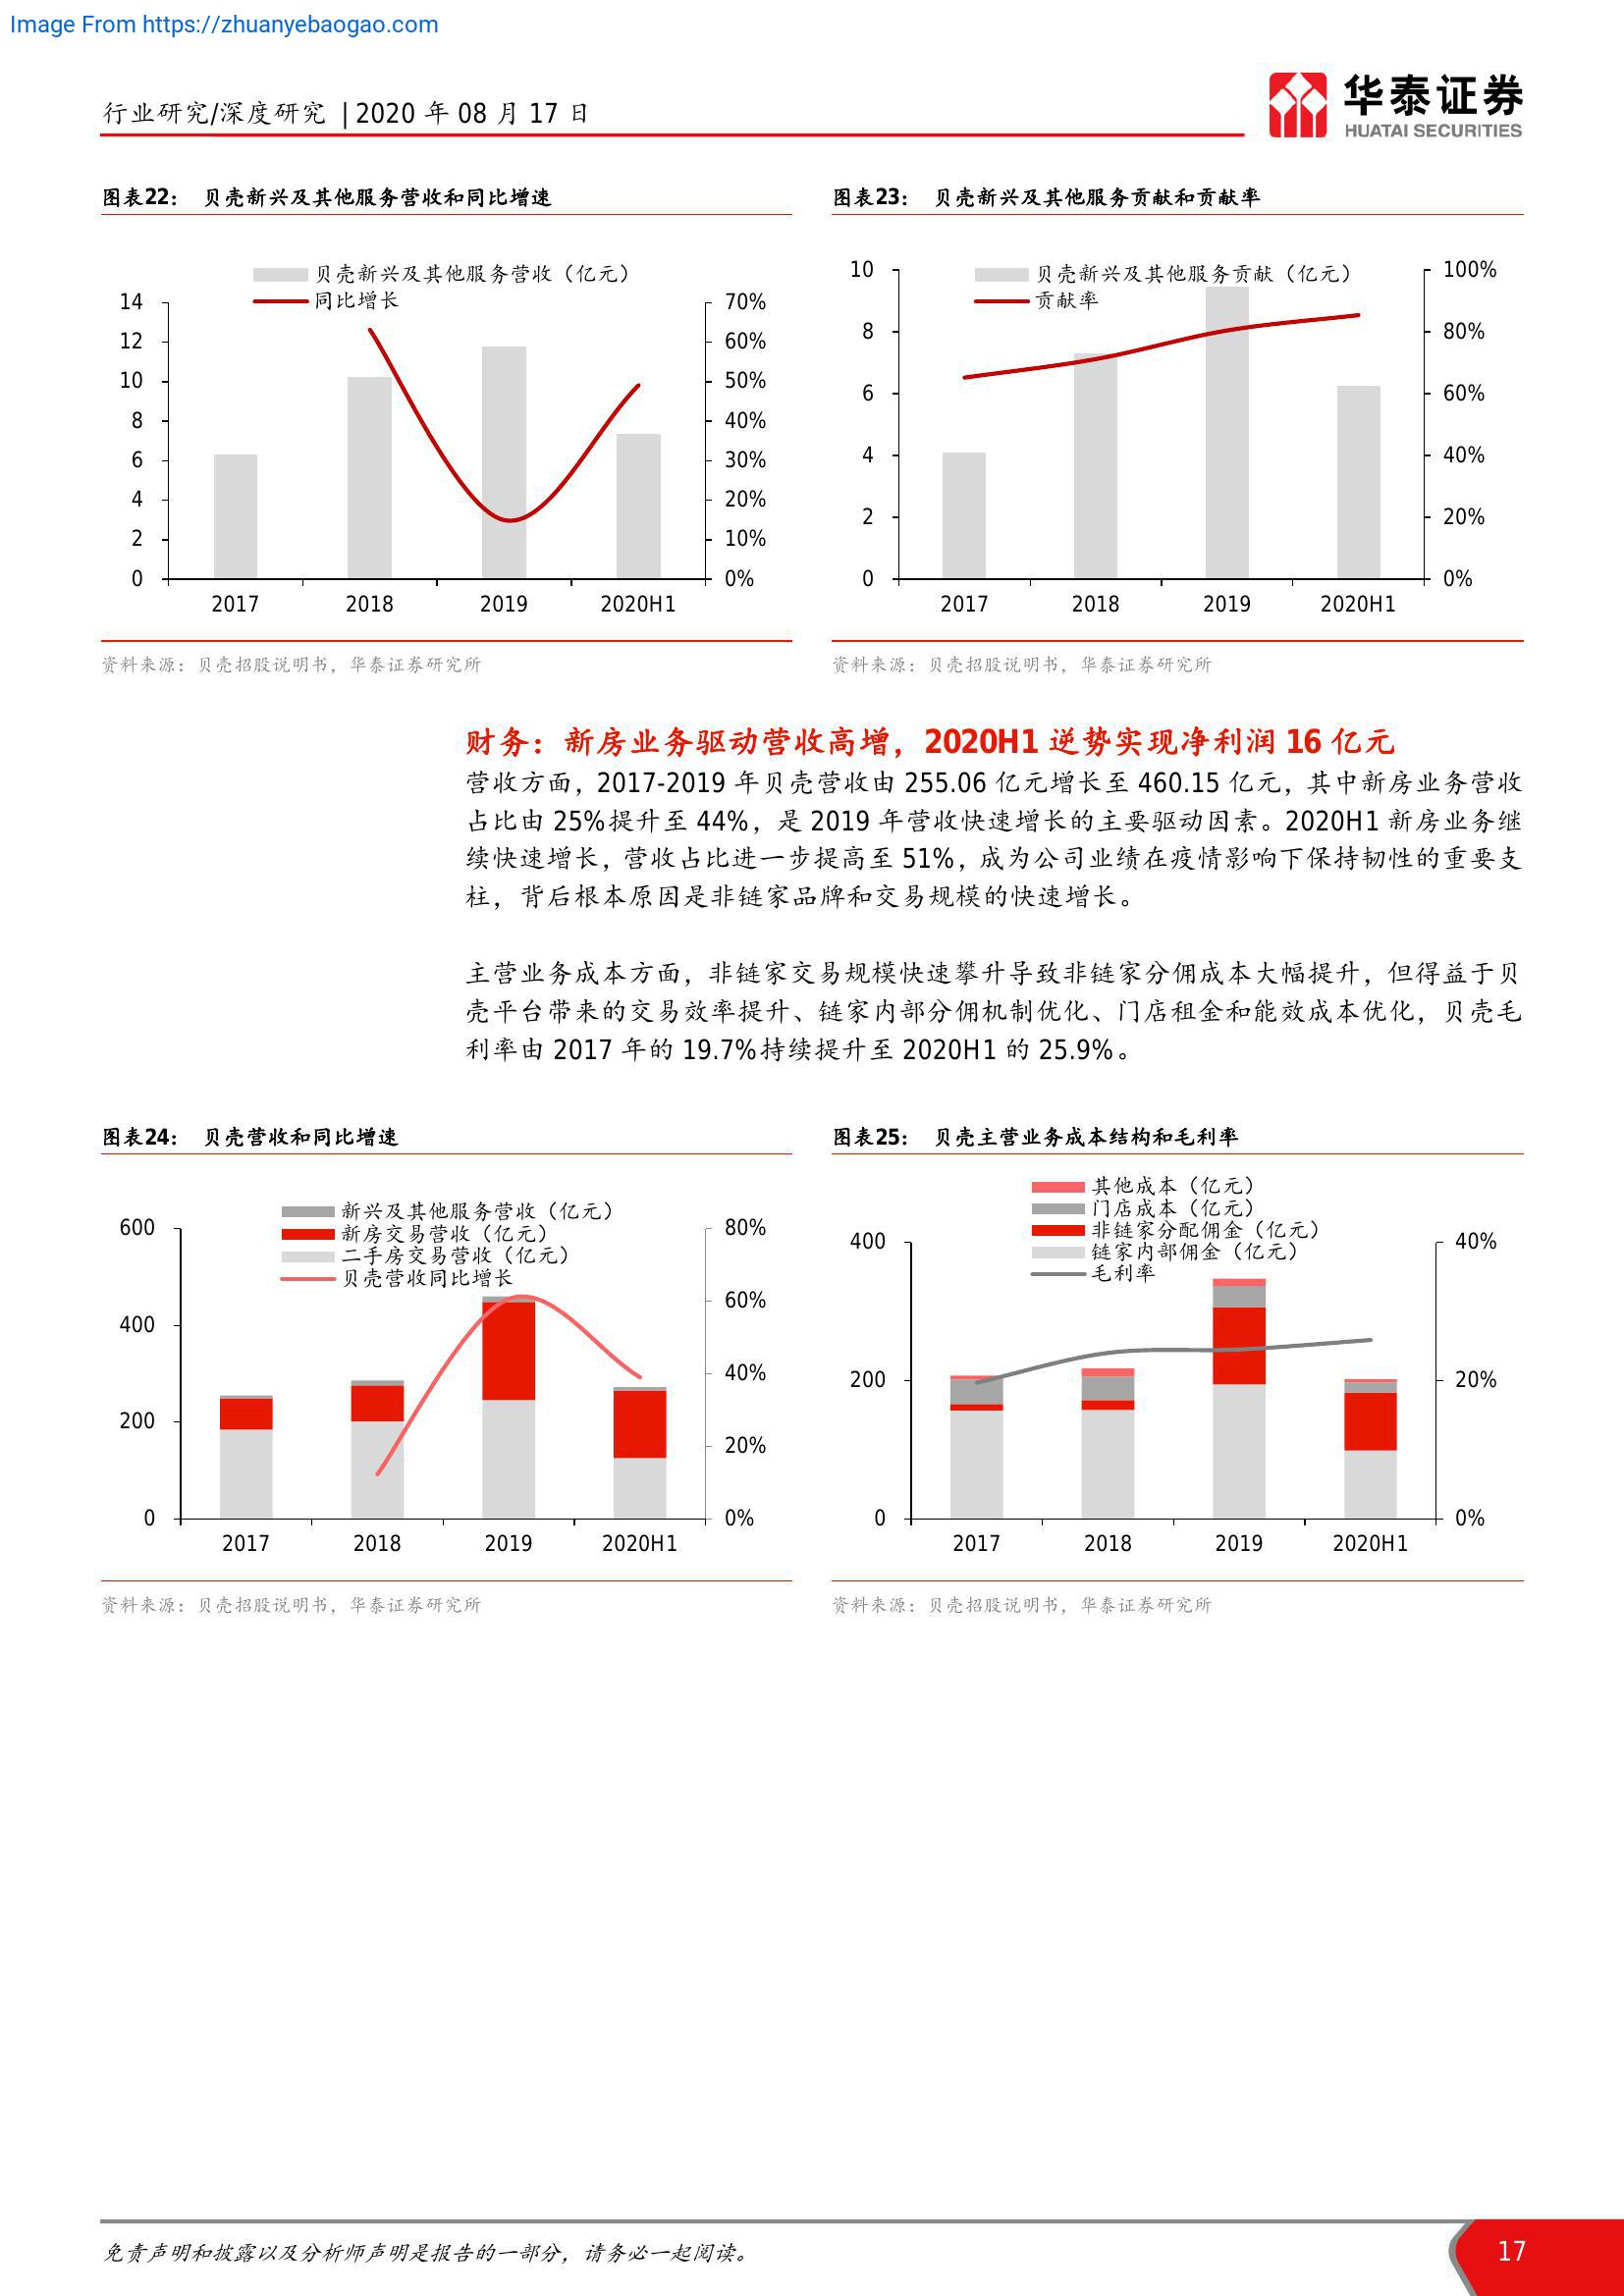 Image From https://zhuanyebaogao.com
行业研究/深度研究 | 2020 年 08 月 17 日
华泰证券
HUATAI SECURITIES
图表22： 贝壳新兴及其他服务营收和同比增速
贝壳新兴及其他服务营收（亿元）
同比增长
14
12
10
8
6
4
2
0
70%
60%
50%
40%
30%
20%
10%
0%
2017 2018 2019 2020H1
资料来源：贝壳招股说明书，华泰证券研究所
图表23： 贝壳新兴及其他服务贡献和贡献率
贝壳新兴及其他服务贡献（亿元）
贡献率
10
8
6
4
2
0
100%
80%
60%
40%
20%
0%
2017 2018 2019 2020H1
资料来源：贝壳招股说明书，华泰证券研究所
财务：新房业务驱动营收高增，2020H1 逆势实现净利润 16 亿元
营收方面，2017-2019 年贝壳营收由 255.06 亿元增长至 460.15 亿元，其中新房业务营收
占比由 25%提升至 44%，是 2019 年营收快速增长的主要驱动因素。2020H1 新房业务继
续快速增长，营收占比进一步提高至 51%，成为公司业绩在疫情影响下保持韧性的重要支
柱，背后根本原因是非链家品牌和交易规模的快速增长。
主营业务成本方面，非链家交易规模快速攀升导致非链家分佣成本大幅提升，但得益于贝
壳平台带来的交易效率提升、链家内部分佣机制优化、门店租金和能效成本优化，贝壳毛
利率由 2017 年的 19.7%持续提升至 2020H1 的 25.9%。
图表24： 贝壳营收和同比增速
新兴及其他服务营收（亿元）
新房交易营收（亿元）
二手房交易营收（亿元）
贝壳营收同比增长
600
400
200
0
80%
60%
40%
20%
0%
2017 2018 2019 2020H1
资料来源：贝壳招股说明书，华泰证券研究所
图表25： 贝壳主营业务成本结构和毛利率
其他成本（亿元）
门店成本（亿元）
非链家分配佣金（亿元）
链家内部佣金（亿元）
毛利率
400
200
0
40%
20%
0%
2017 2018 2019 2020H1
资料来源：贝壳招股说明书，华泰证券研究所
免责声明和披露以及分析师声明是报告的一部分，请务必一起阅读。
17